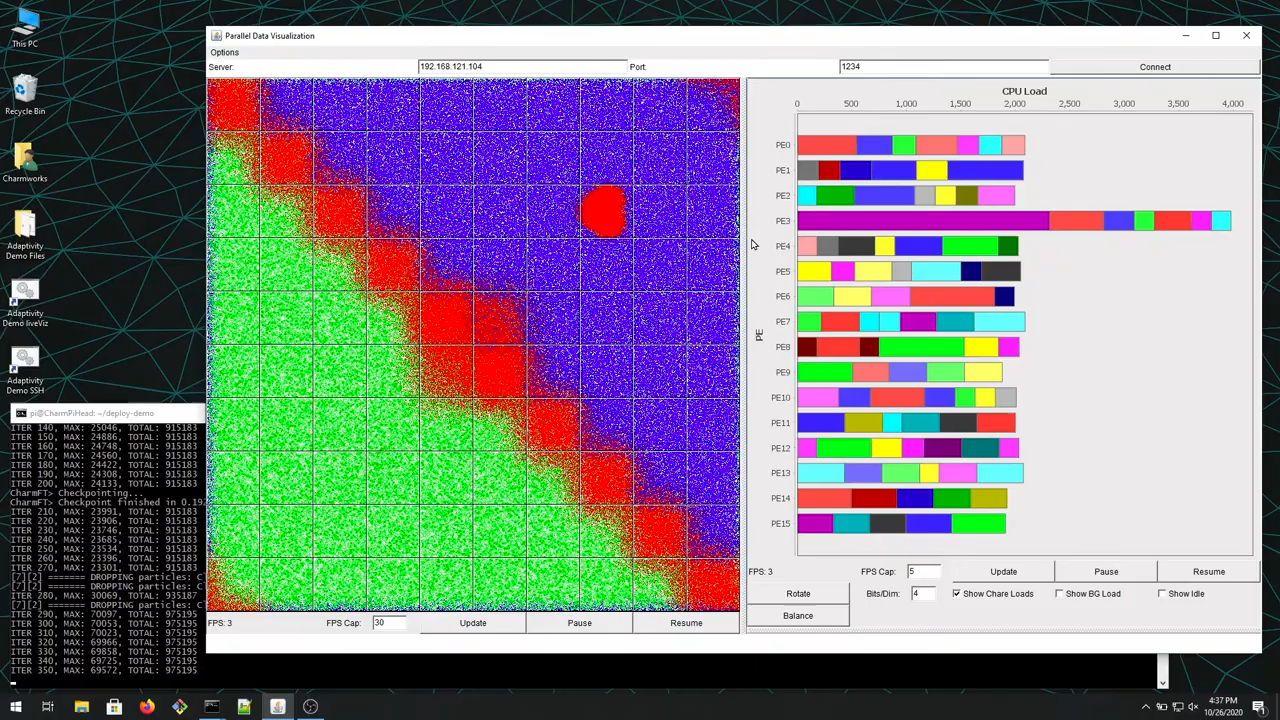 This PC
Recycle Bin
Charmworks
Adaptivity
Demo Files
Adaptivity
Demo liveViz
Adaptivity
Demo SSH
Parallel Data Visualization
Options
Server:
192.168.121.104
Port:
1234
Connect
CPU Load
0
500
1,000
1,500
2,000
2,500
3,000
3,500
4,000
PE
PE0
PE1
PE2
PE3
PE4
PE5
PE6
PE7
PE8
PE9
PE10
PE11
PE12
PE13
PE14
PE15
FPS: 3
FPS Cap:
30
Update
Pause
Resume
FPS: 3
FPS Cap:
5
Update
Pause
Resume
Rotate
Bits/Dim:
4
Show Chare Loads
Show BG Load
Show Idle
Balance
pi@CharmPiHead: ~/deploy-demo
ITER 140, MAX: 25046, TOTAL: 915183
ITER 150, MAX: 24886, TOTAL: 915183
ITER 160, MAX: 24748, TOTAL: 915183
ITER 170, MAX: 24560, TOTAL: 915183
ITER 180, MAX: 24422, TOTAL: 915183
ITER 190, MAX: 24308, TOTAL: 915183
ITER 200, MAX: 24133, TOTAL: 915183
CharmFT> Checkpointing...
CharmFT> Checkpoint finished in 0.19
ITER 210, MAX: 23991, TOTAL: 915183
ITER 220, MAX: 23906, TOTAL: 915183
ITER 230, MAX: 23746, TOTAL: 915183
ITER 240, MAX: 23685, TOTAL: 915183
ITER 250, MAX: 23534, TOTAL: 915183
ITER 260, MAX: 23396, TOTAL: 915183
ITER 270, MAX: 23301, TOTAL: 915183
[7][2] ======= DROPPING particles:
[7][2] ======= DROPPING particles:
ITER 280, MAX: 30069, TOTAL: 935187
[7][2] ======= DROPPING particles:
ITER 290, MAX: 70097, TOTAL: 975195
ITER 300, MAX: 70053, TOTAL: 975195
ITER 310, MAX: 70023, TOTAL: 975195
ITER 320, MAX: 69966, TOTAL: 975195
ITER 330, MAX: 69858, TOTAL: 975195
ITER 340, MAX: 69725, TOTAL: 975195
ITER 350, MAX: 69572, TOTAL: 975195
4:37 PM
10/26/2020